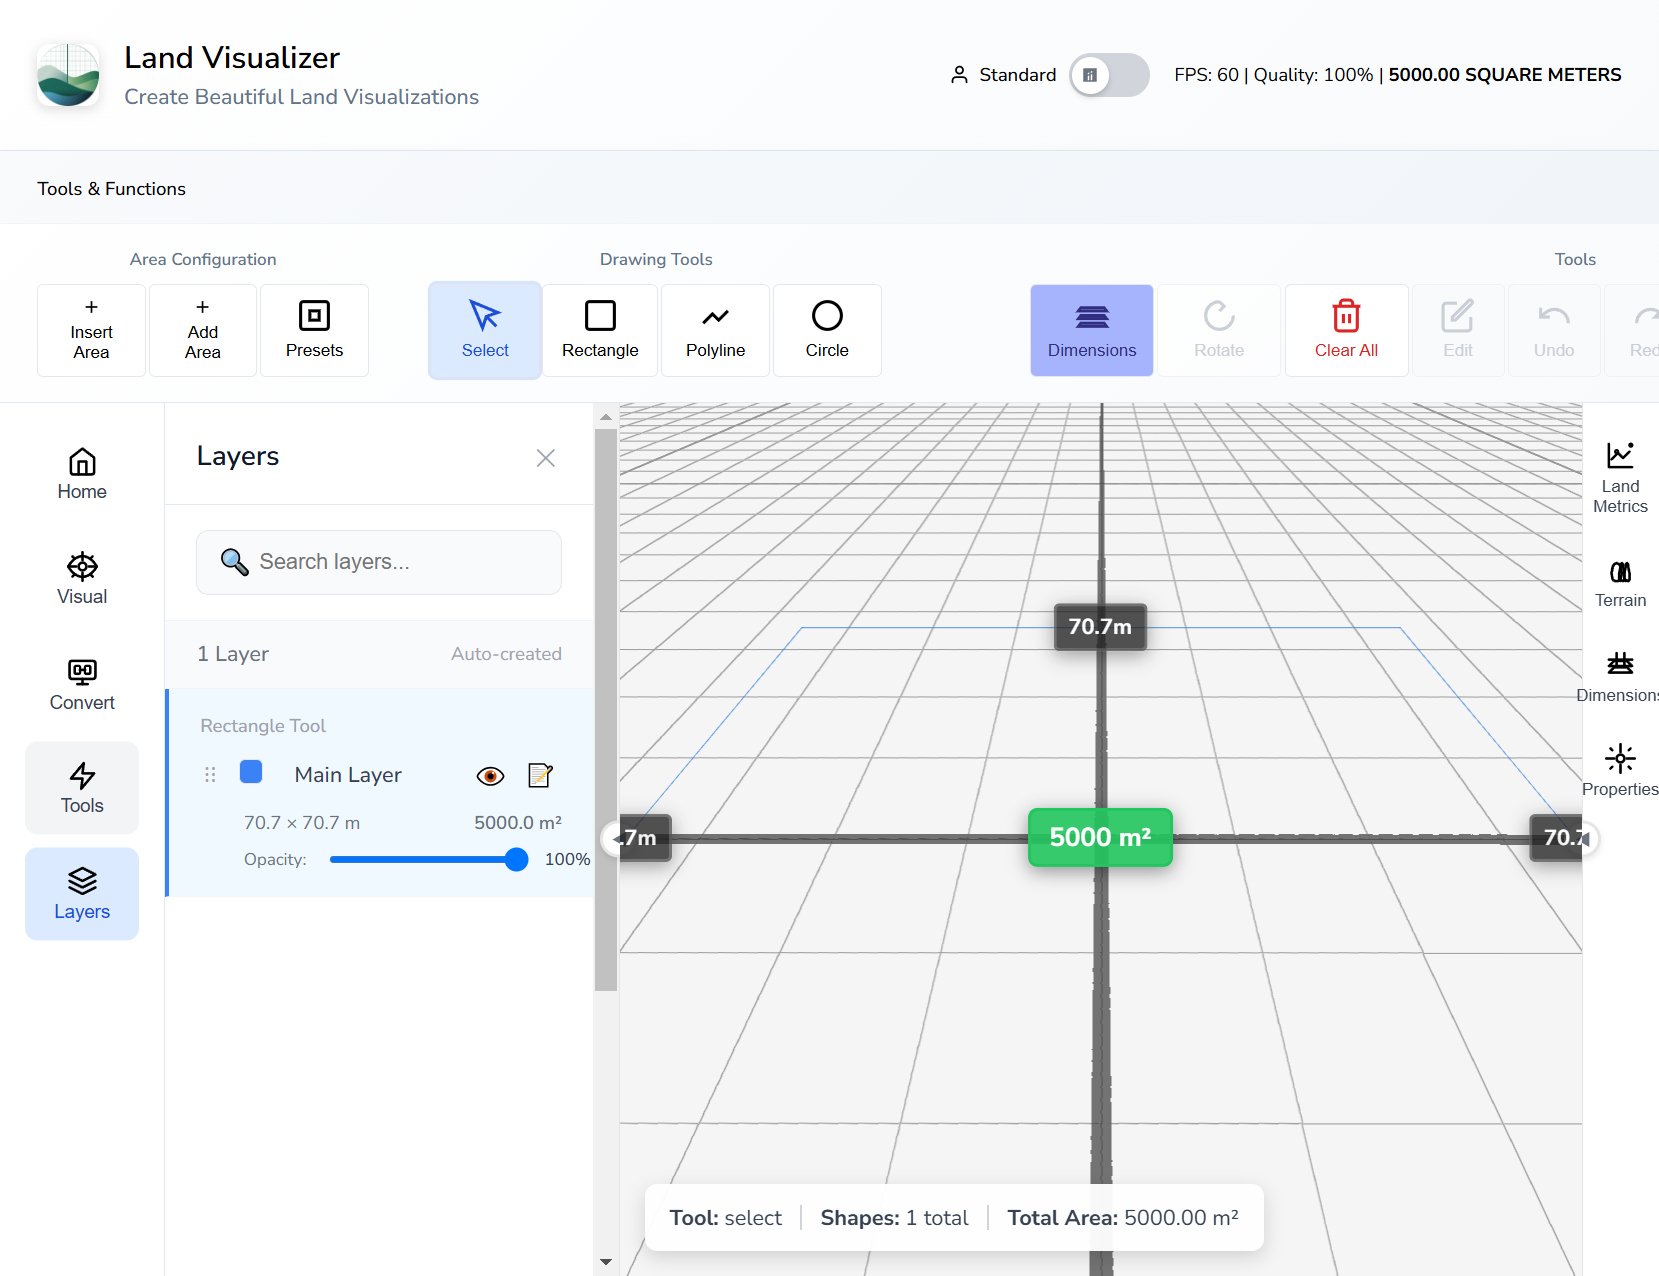 Land Visualizer
Create Beautiful Land Visualizations
Standard
FPS: 60 | Quality: 100% | 5000.00 SQUARE METERS
Tools & Functions
Area Configuration
Drawing Tools
Tools
Insert
Area
Add
Area
Presets
Select
Rectangle
Polyline
Circle
Dimensions
Rotate
Clear All
Edit
Undo
Red
Home
Visual
Convert
Tools
Layers
Layers
Search layers...
1 Layer
Auto-created
Rectangle Tool
Main Layer
70.7 × 70.7 m
5000.0 m²
Opacity:
100%
70.7m
.7m
5000 m²
70.7
Tool: select
Shapes: 1 total
Total Area: 5000.00 m²
Land
Metrics
Terrain
Dimensions
Properties